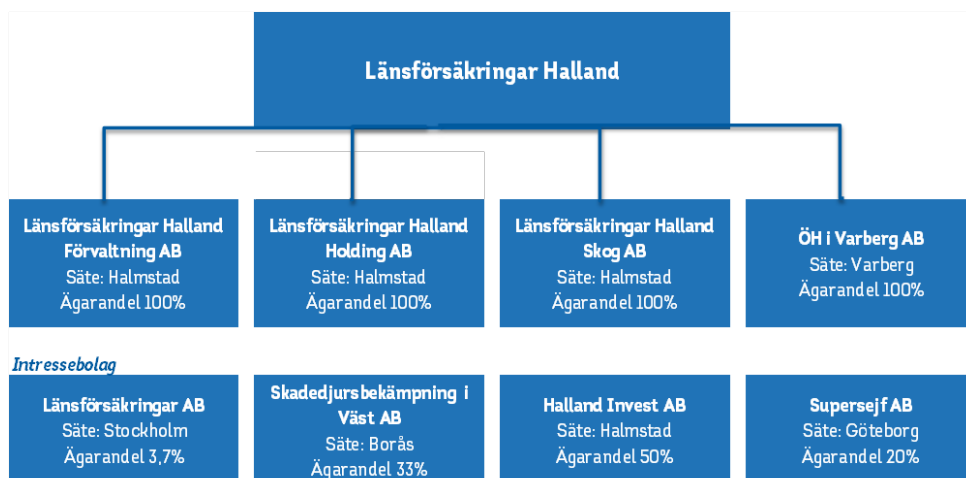 Länsförsäkringar Halland
Länsförsäkringar Halland
Förvaltning AB
Säte: Halmstad
Ägarandel 100%
Länsförsäkringar Halland
Holding AB
Säte: Halmstad
Ägarandel 100%
Länsförsäkringar Halland
Skog AB
Säte: Halmstad
Ägarandel 100%
ÖH i Varberg AB
Säte: Varberg
Ägarandel 100%
Intressebolag
Länsförsäkringar AB
Säte: Stockholm
Ägarandel 3,7%
Skadedjursbekämpning i
Väst AB
Säte: Borås
Ägarandel 33%
Halland Invest AB
Säte: Halmstad
Ägarandel 50%
Supersejf AB
Säte: Göteborg
Ägarandel 20%